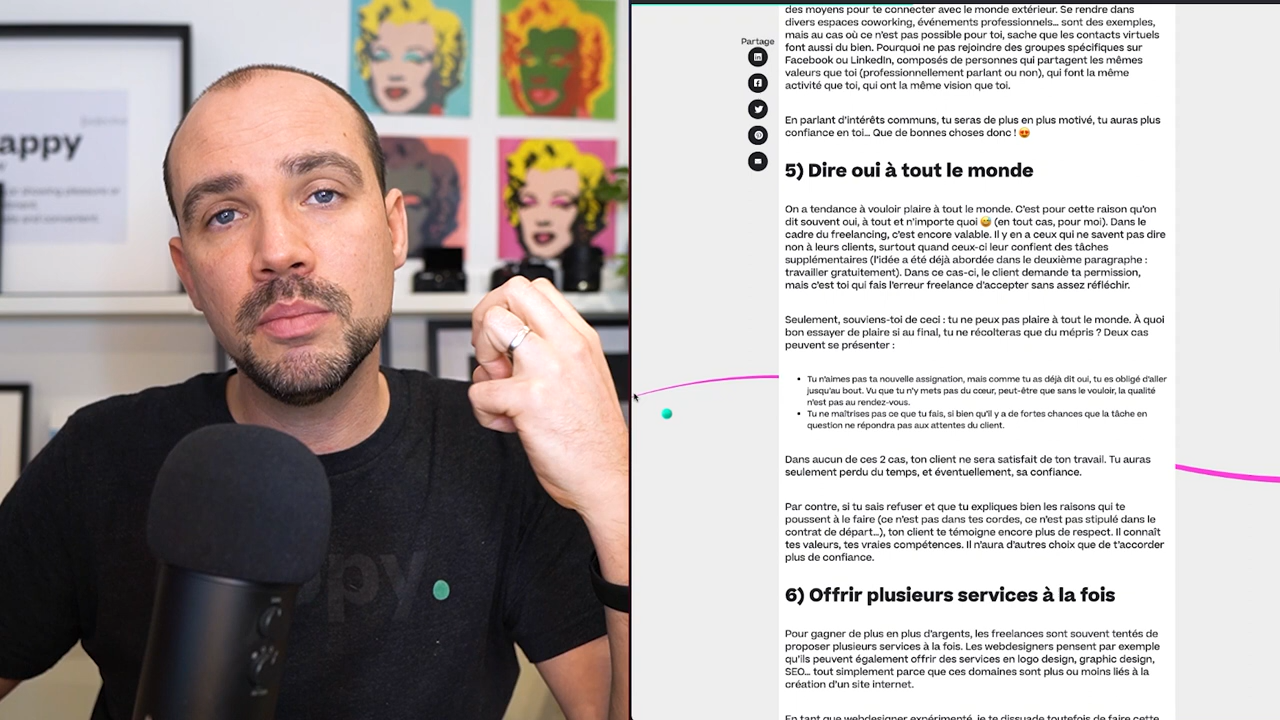 appy
des moyens pour te connecter avec le monde extérieur. Se rendre dans
divers espaces coworking, événements professionnels... sont des exemples,
mais au cas où ce n'est pas possible pour toi, sache que les contacts virtuels
font aussi du bien. Pourquoi ne pas rejoindre des groupes spécifiques sur
Facebook ou LinkedIn, composés de personnes qui partagent les mêmes
valeurs que toi (professionnellement parlant ou non), qui font la même
activité que toi, qui ont la même vision que toi.
Partage
En parlant d'intérêts communs, tu seras de plus en plus motivé, tu auras plus
confiance en toi... Que de bonnes choses donc ! 😍
5) Dire oui à tout le monde
On a tendance à vouloir plaire à tout le monde. C'est pour cette raison qu'on
dit souvent oui, à tout et n'importe quoi 😅 (en tout cas, pour moi). Dans le
cadre du freelancing, c'est encore valable. Il y en a ceux qui ne savent pas dire
non à leurs clients, surtout quand ceux-ci leur confient des tâches
supplémentaires (l'idée a été déjà abordée dans le deuxième paragraphe :
travailler gratuitement). Dans ce cas-ci, le client demande ta permission,
mais c'est toi qui fais l'erreur freelance d'accepter sans assez réfléchir.
Seulement, souviens-toi de ceci : tu ne peux pas plaire à tout le monde. À quoi
bon essayer de plaire si au final, tu ne récolteras que du mépris ? Deux cas
peuvent se présenter :
• Tu n'aimes pas ta nouvelle assignation, mais comme tu as déjà dit oui, tu es obligé d'aller
jusqu'au bout. Vu que tu n'y mets pas du cœur, peut-être que sans le vouloir, la qualité
n'est pas au rendez-vous.
• Tu ne maîtrises pas ce que tu fais, si bien qu'il y a de fortes chances que la tâche en
question ne répondra pas aux attentes du client.
Dans aucun de ces 2 cas, ton client ne sera satisfait de ton travail. Tu auras
seulement perdu du temps, et éventuellement, sa confiance.
Par contre, si tu sais refuser et que tu expliques bien les raisons qui te
poussent à le faire (ce n'est pas dans tes cordes, ce n'est pas stipulé dans le
contrat de départ...), ton client te témoigne encore plus de respect. Il connaît
tes valeurs, tes vraies compétences. Il n'aura d'autres choix que de t'accorder
plus de confiance.
6) Offrir plusieurs services à la fois
Pour gagner de plus en plus d'argents, les freelances sont souvent tentés de
proposer plusieurs services à la fois. Les webdesigners pensent par exemple
qu'ils peuvent également offrir des services en logo design, graphic design,
SEO... tout simplement parce que ces domaines sont plus ou moins liés à la
création d'un site internet.
En tant que webdesigner expérimenté, je te dissuade toutefois de faire cette